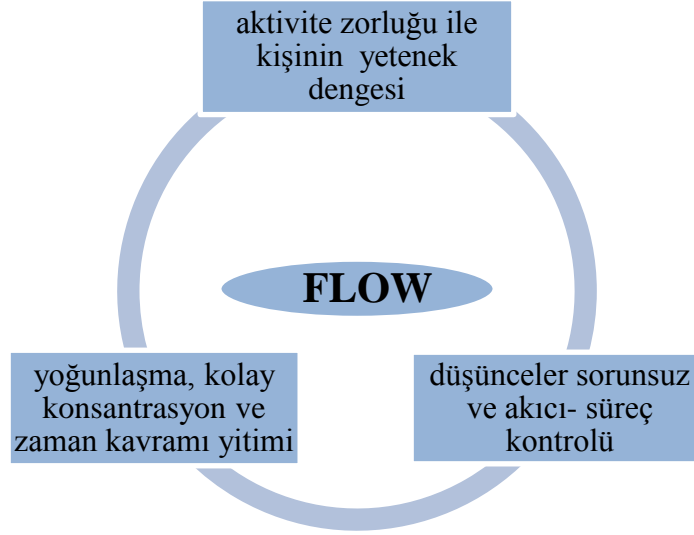 aktivite zorluğu ile
kişinin yetenek
dengesi
FLOW
yoğunlaşma, kolay
konsantrasyon ve
zaman kavramı yitimi
düşünceler sorunsuz
ve akıcı- süreç
kontrolü